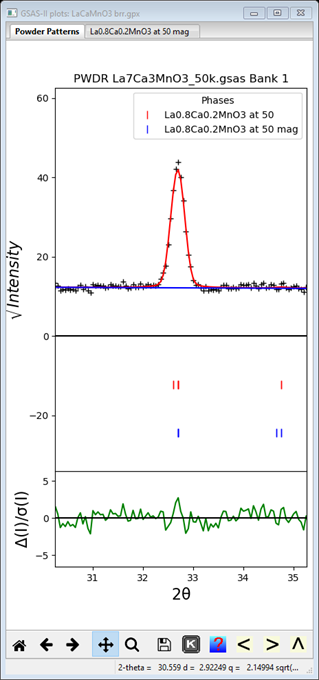 GSAS-II plots: LaCaMnO3 brr.gpx
Powder Patterns La0.8Ca0.2MnO3 at 50 mag
PWDR La7Ca3MnO3_50k.gsas Bank 1
Phases
La0.8Ca0.2MnO3 at 50
La0.8Ca0.2MnO3 at 50 mag
60
40
20
0
−20
√Intensity
5
0
−5
Δ(I)/σ(I)
31 32 33 34 35
2θ
K ? < > ʌ
2-theta = 30.559 d = 2.92249 q = 2.14994 sqrt(...